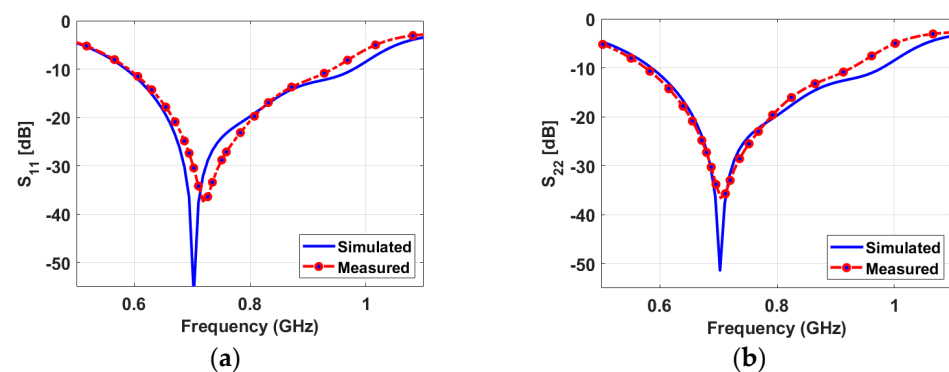 0
-10
-20
-30
-40
-50
S11 [dB]
0.6
0.8
1
Frequency (GHz)
Simulated
Measured
(a)
0
-10
-20
-30
-40
-50
S22 [dB]
0.6
0.8
1
Frequency (GHz)
Simulated
Measured
(b)